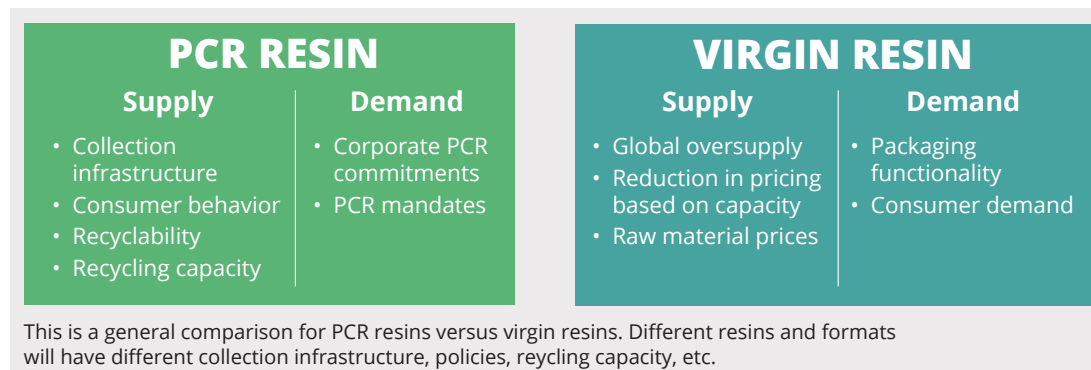 PCR RESIN
Supply
• Collection
infrastructure
• Consumer behavior
• Recyclability
• Recycling capacity
Demand
• Corporate PCR
commitments
• PCR mandates
VIRGIN RESIN
Supply
• Global oversupply
• Reduction in pricing
based on capacity
• Raw material prices
Demand
• Packaging
functionality
• Consumer demand
This is a general comparison for PCR resins versus virgin resins. Different resins and formats
will have different collection infrastructure, policies, reycling capacity, etc.